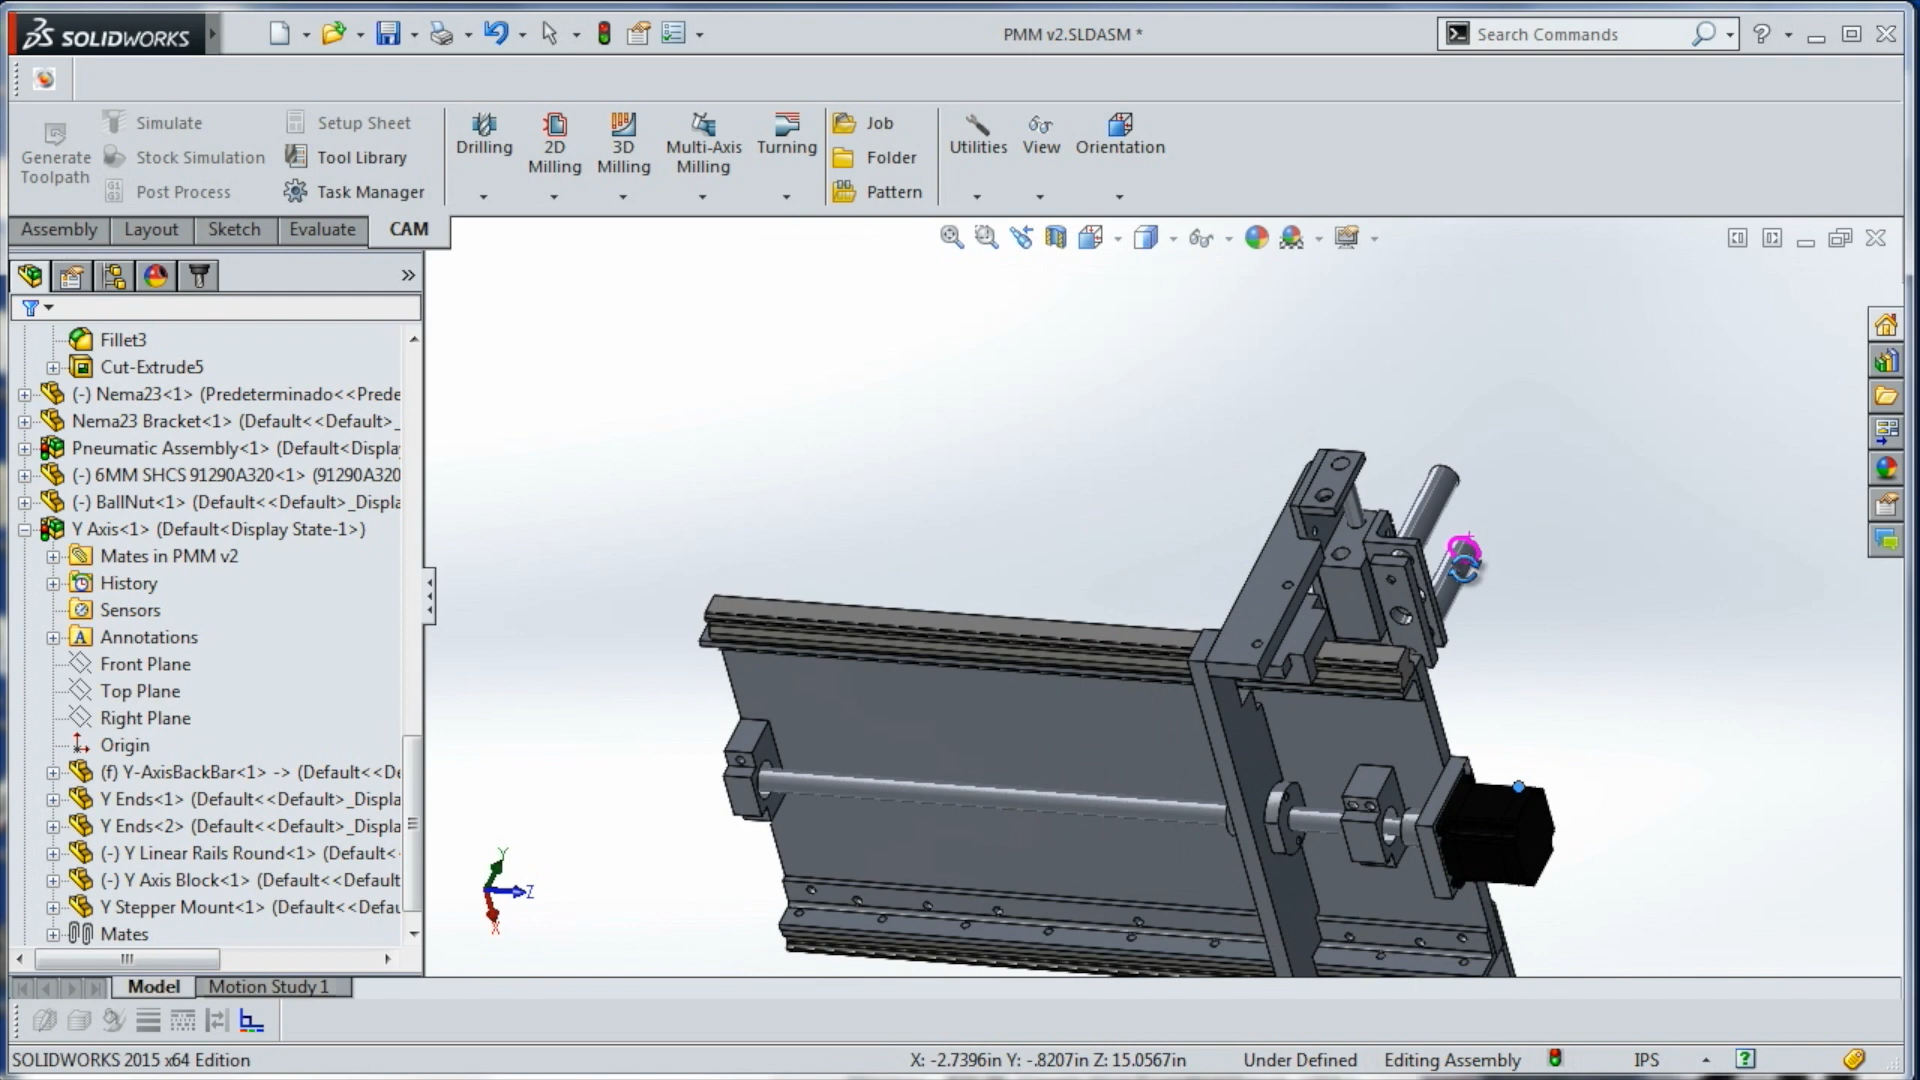 SOLIDWORKS
PMM v2.SLDASM *
Search Commands
Generate Toolpath
Simulate
Stock Simulation
Post Process
Setup Sheet
Tool Library
Task Manager
Drilling
2D Milling
3D Milling
Multi-Axis Milling
Turning
Job
Folder
Pattern
Utilities
View
Orientation
Assembly
Layout
Sketch
Evaluate
CAM
Fillet3
Cut-Extrude5
(-) Nema23<1> (Predeterminado<<Prede
Nema23 Bracket<1> (Default<<Default>_
Pneumatic Assembly<1> (Default<Displa
(-) 6MM SHCS 91290A320<1> (91290A320
(-) BallNut<1> (Default<<Default>_Displa
Y Axis<1> (Default<Display State-1>)
Mates in PMM v2
History
Sensors
Annotations
Front Plane
Top Plane
Right Plane
Origin
(f) Y-AxisBackBar<1> -> (Default<<De
Y Ends<1> (Default<<Default>_Displa
Y Ends<2> (Default<<Default>_Displa
(-) Y Linear Rails Round<1> (Default<
(-) Y Axis Block<1> (Default<<Default
Y Stepper Mount<1> (Default<<Defau
Mates
Y
Z
X
Model
Motion Study 1
SOLIDWORKS 2015 x64 Edition
X: -2.7396in Y: -.8207in Z: 15.0567in
Under Defined
Editing Assembly
IPS